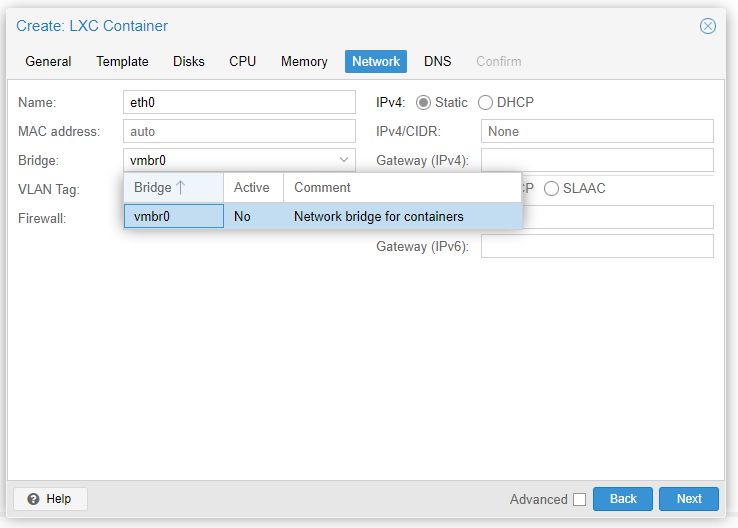 Create: LXC Container
General Template Disks CPU Memory Network DNS Confirm
Name: eth0 IPv4: Static DHCP
MAC address: auto IPv4/CIDR: None
Bridge: vmbr0 Gateway (IPv4):
VLAN Tag: Bridge Active Comment CP SLAAC
Firewall: vmbr0 No Network bridge for containers
Gateway (IPv6):
Help Advanced Back Next